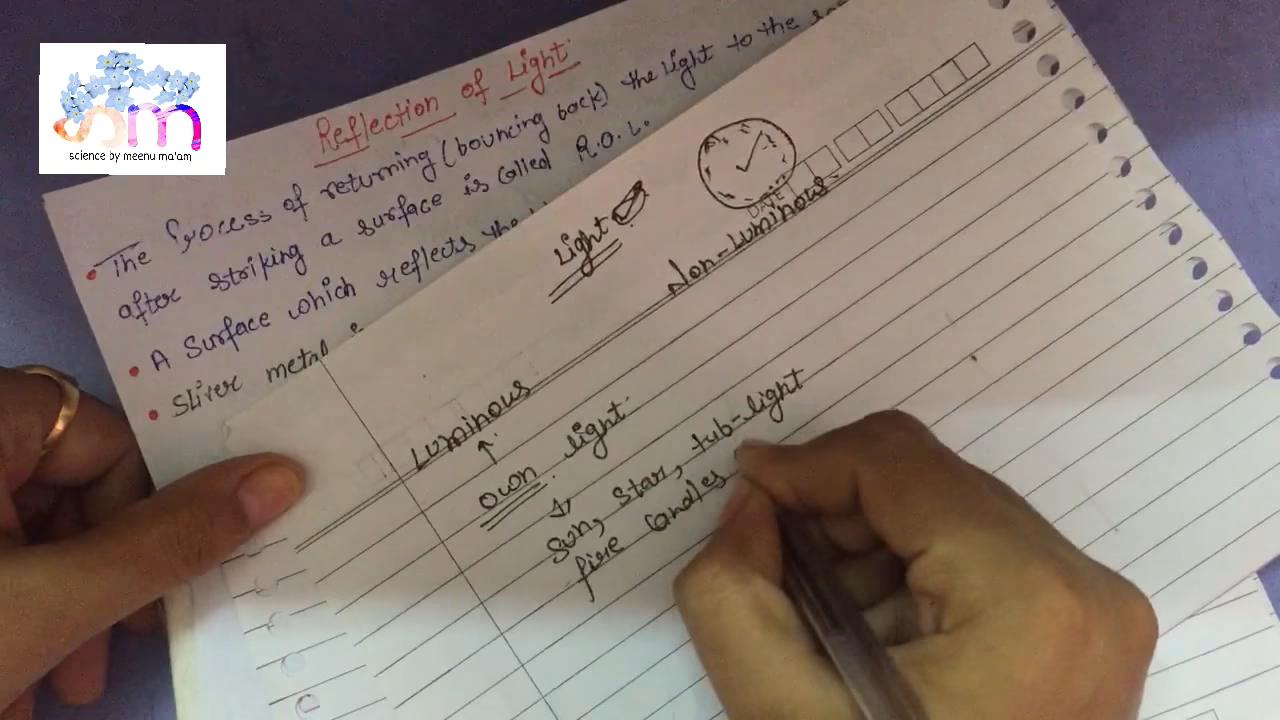 science by meenu ma'am
Reflection of Light
The Process of returning (bouncing back) the light to the
after striking a surface is called R.O.L.
A Surface which reflects the
Sliver metal
Light
DATE
Luminous
Non-Luminous
own light
Sun, Star, tub-light
fire candles